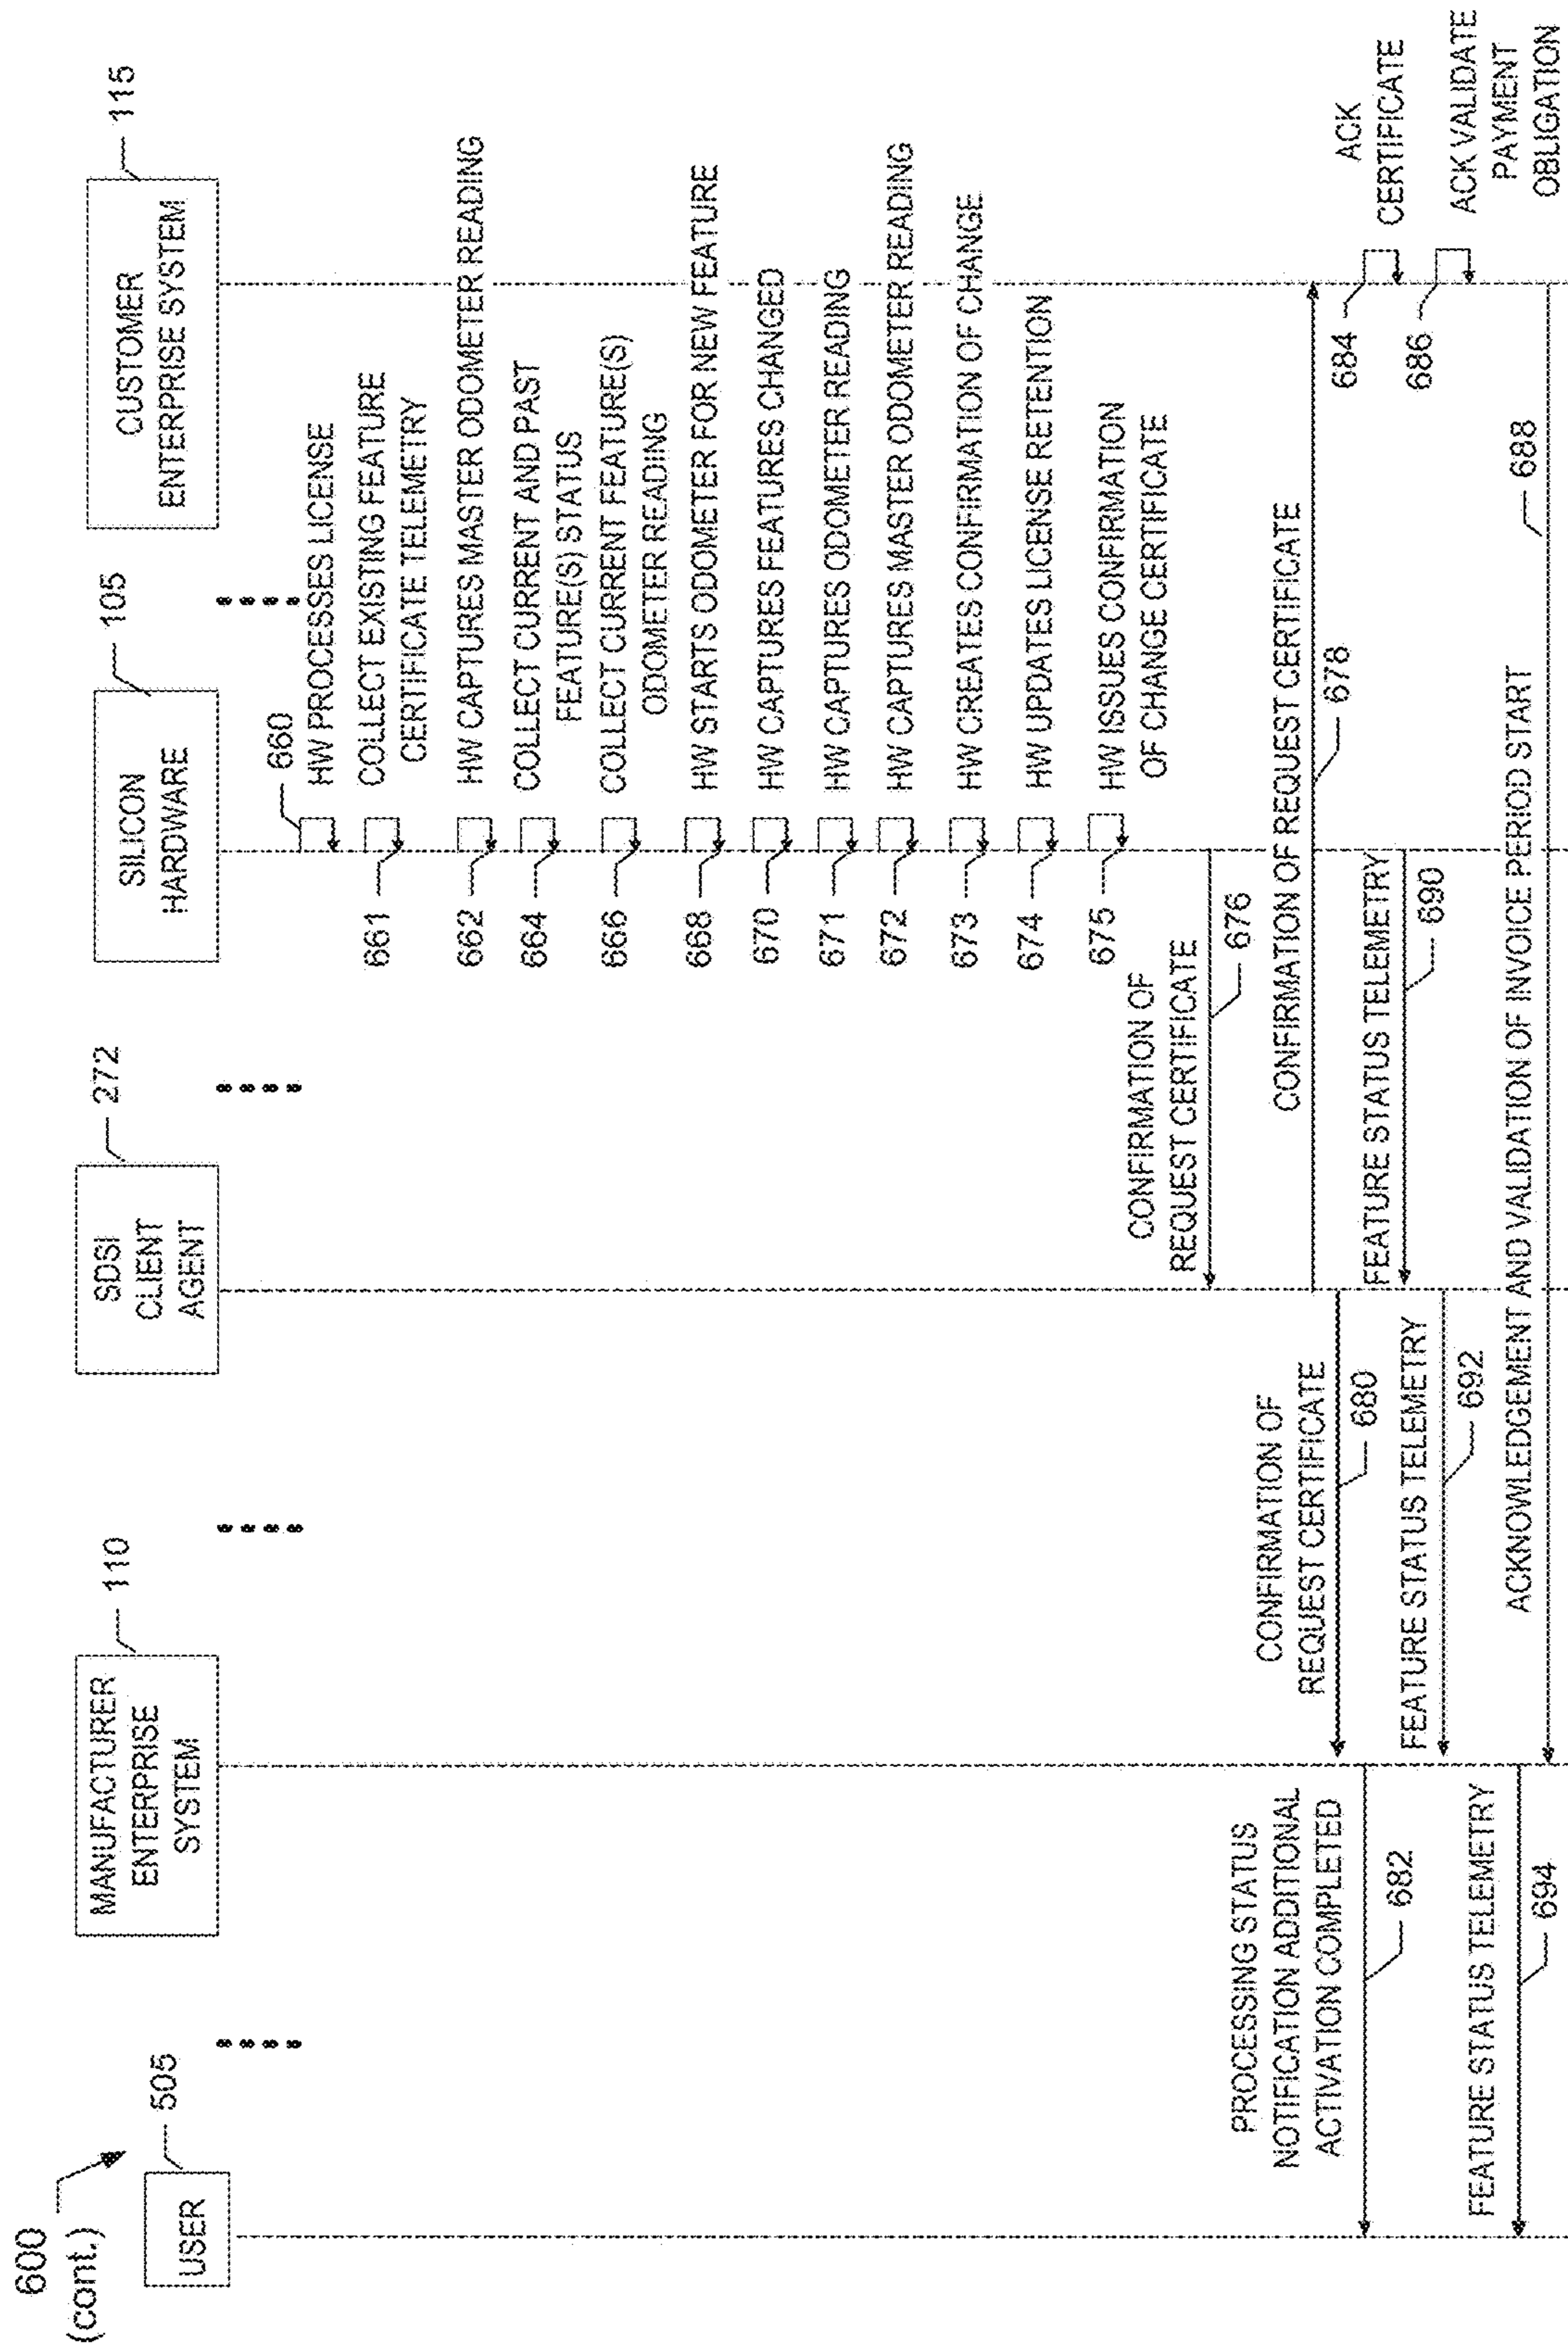 600
(cont.)
USER
505
MANUFACTURER
ENTERPRISE
SYSTEM
110
SDSI
CLIENT
AGENT
272
SILICON
HARDWARE
105
CUSTOMER
ENTERPRISE SYSTEM
115
660
HW PROCESSES LICENSE
661
COLLECT EXISTING FEATURE
CERTIFICATE TELEMETRY
662
HW CAPTURES MASTER ODOMETER READING
664
COLLECT CURRENT AND PAST
FEATURE(S) STATUS
666
COLLECT CURRENT FEATURE(S)
ODOMETER READING
668
HW STARTS ODOMETER FOR NEW FEATURE
670
HW CAPTURES FEATURES CHANGED
671
HW CAPTURES ODOMETER READING
672
HW CAPTURES MASTER ODOMETER READING
673
HW CREATES CONFIRMATION OF CHANGE
674
HW UPDATES LICENSE RETENTION
675
HW ISSUES CONFIRMATION
OF CHANGE CERTIFICATE
CONFIRMATION OF
REQUEST CERTIFICATE
676
CONFIRMATION OF REQUEST CERTIFICATE
678
CONFIRMATION OF
REQUEST CERTIFICATE
680
PROCESSING STATUS
NOTIFICATION ADDITIONAL
ACTIVATION COMPLETED
682
684
ACK
CERTIFICATE
686
ACK VALIDATE
PAYMENT
OBLIGATION
FEATURE STATUS TELEMETRY
690
FEATURE STATUS TELEMETRY
692
FEATURE STATUS TELEMETRY
694
ACKNOWLEDGEMENT AND VALIDATION OF INVOICE PERIOD START
688